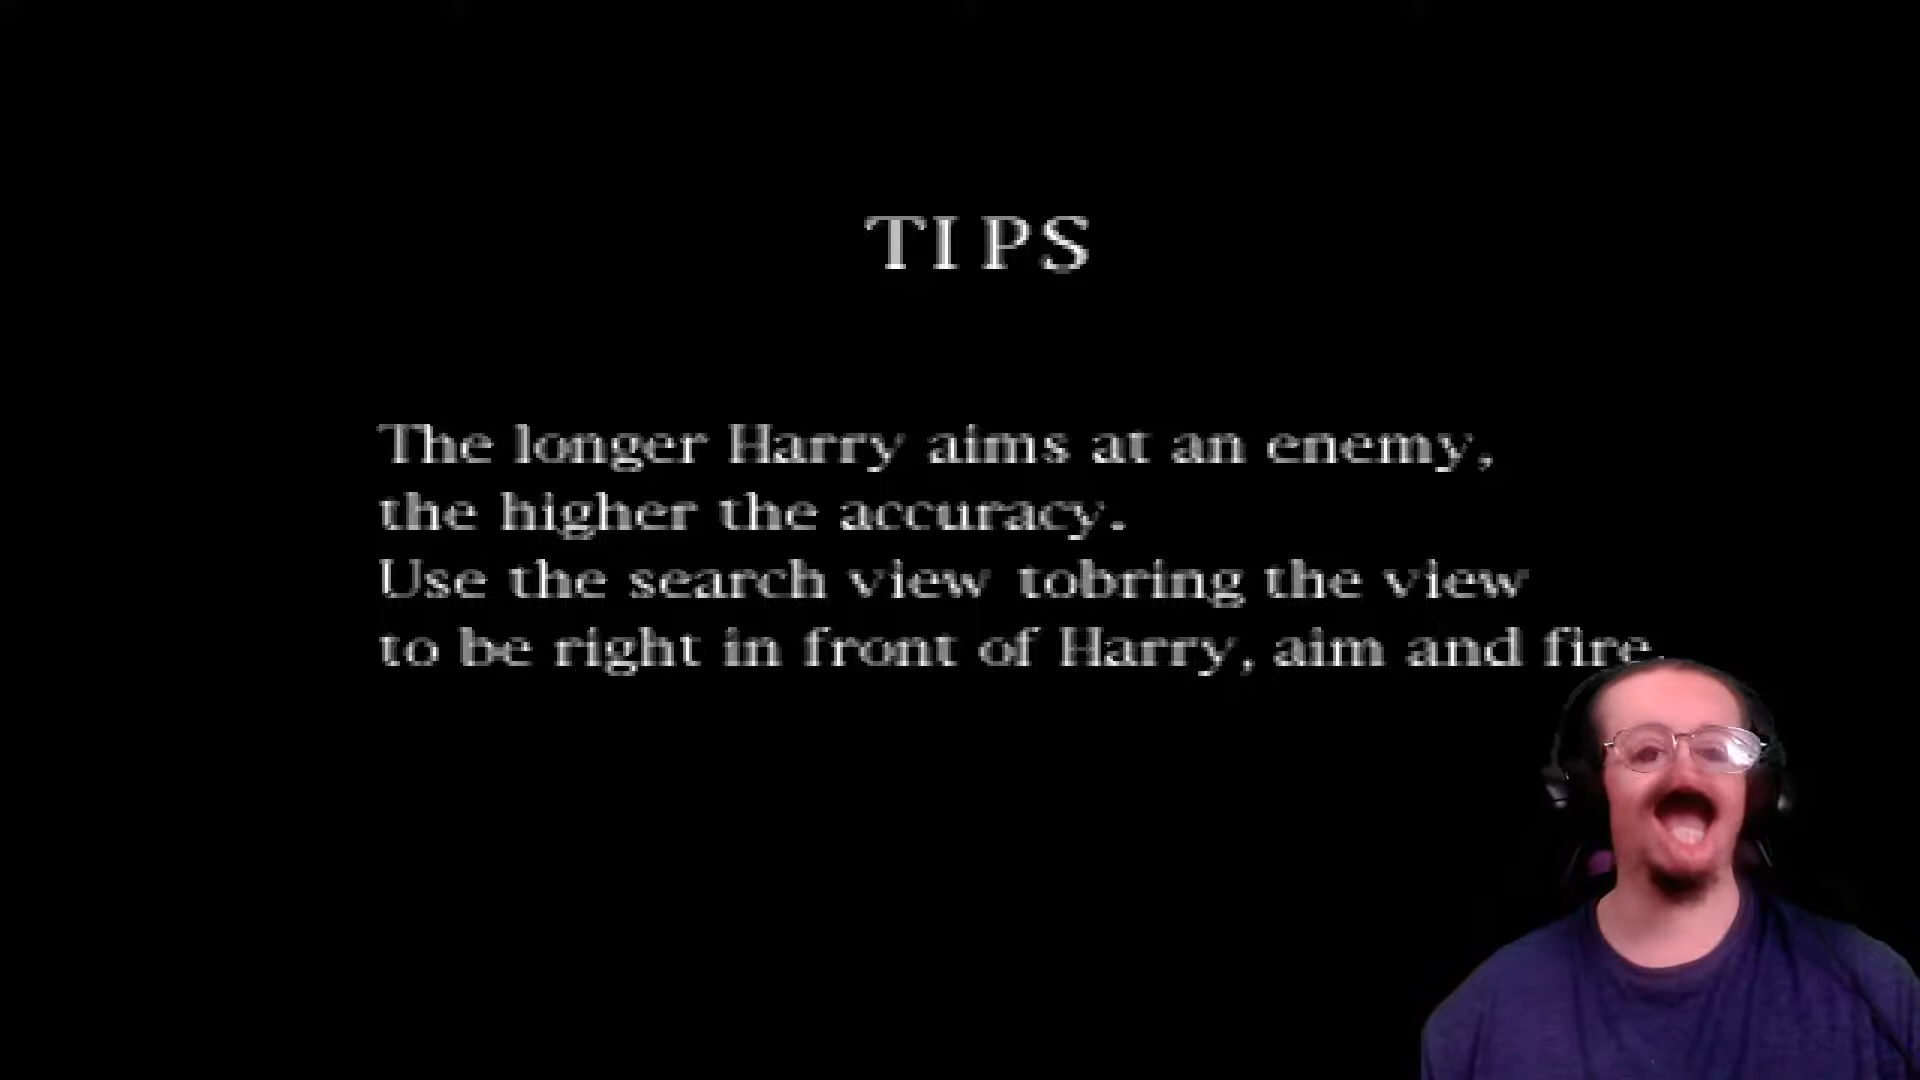 TIPS
The longer Harry aims at an enemy,
the higher the accuracy.
Use the search view tobring the view
to be right in front of Harry, aim and fire.